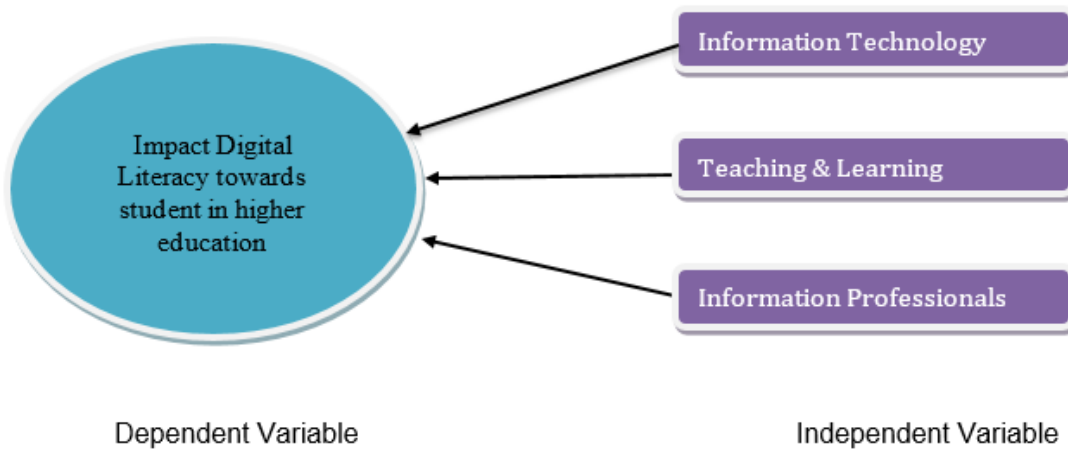 Impact Digital
Literacy towards
student in higher
education
Information Technology
Teaching & Learning
Information Professionals
Dependent Variable
Independent Variable